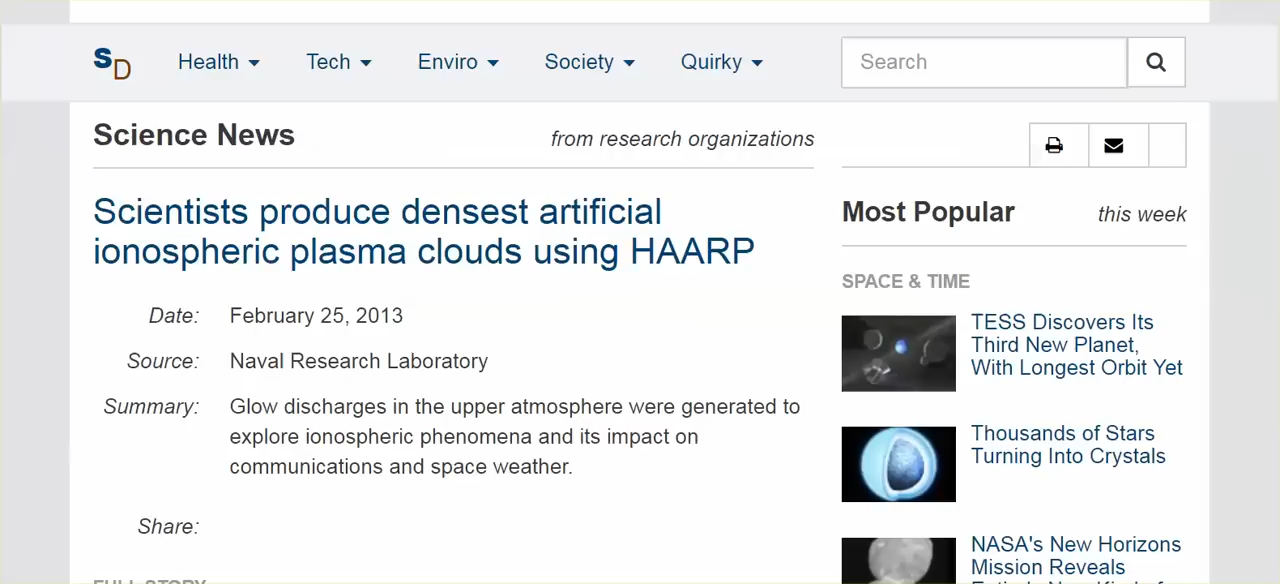 SD
Health
Tech
Enviro
Society
Quirky
Search
Science News
from research organizations
Scientists produce densest artificial
ionospheric plasma clouds using HAARP
Date: February 25, 2013
Source: Naval Research Laboratory
Summary: Glow discharges in the upper atmosphere were generated to
explore ionospheric phenomena and its impact on
communications and space weather.
Share:
FULL STORY
Most Popular
this week
SPACE & TIME
TESS Discovers Its
Third New Planet,
With Longest Orbit Yet
Thousands of Stars
Turning Into Crystals
NASA's New Horizons
Mission Reveals